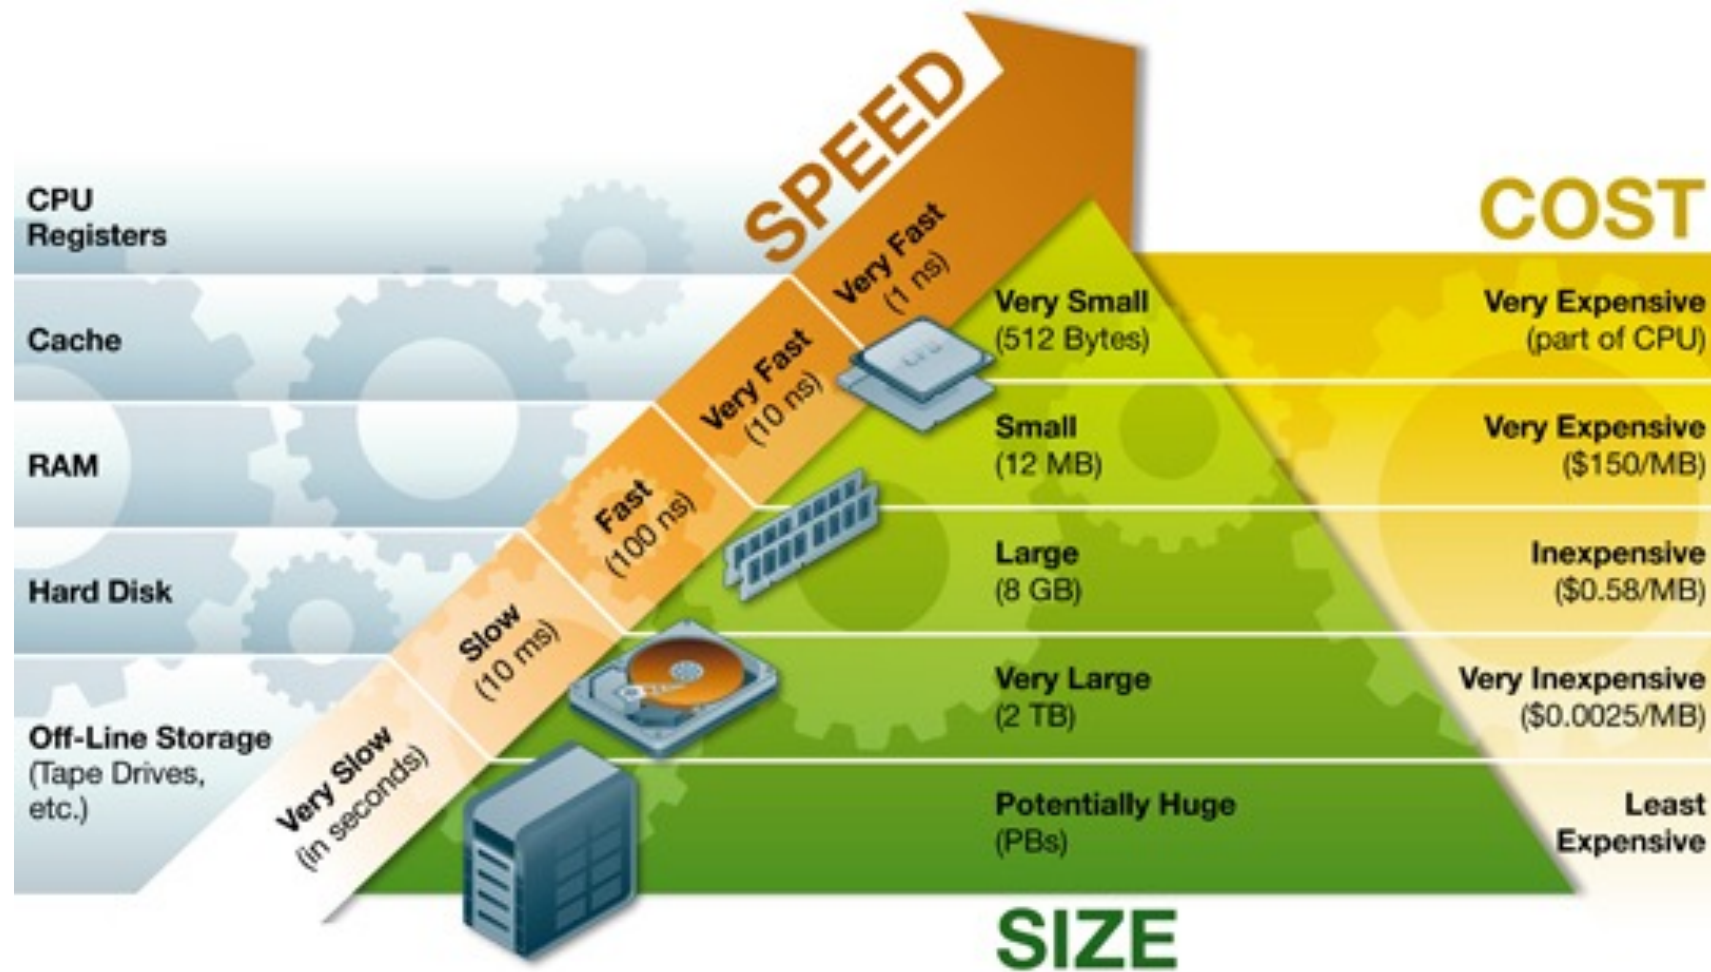 SPEED
COST
CPU
Registers
Very Fast
(1 ns)
Very Small
(512 Bytes)
Very Expensive
(part of CPU)
Cache
Very Fast
(10 ns)
CPU
Small
(12 MB)
Very Expensive
($150/MB)
RAM
Fast
(100 ns)
Large
(8 GB)
Inexpensive
($0.58/MB)
Hard Disk
Slow
(10 ms)
Very Large
(2 TB)
Very Inexpensive
($0.0025/MB)
Off-Line Storage
(Tape Drives,
etc.)
Very Slow
(in seconds)
Potentially Huge
(PBs)
Least
Expensive
SIZE